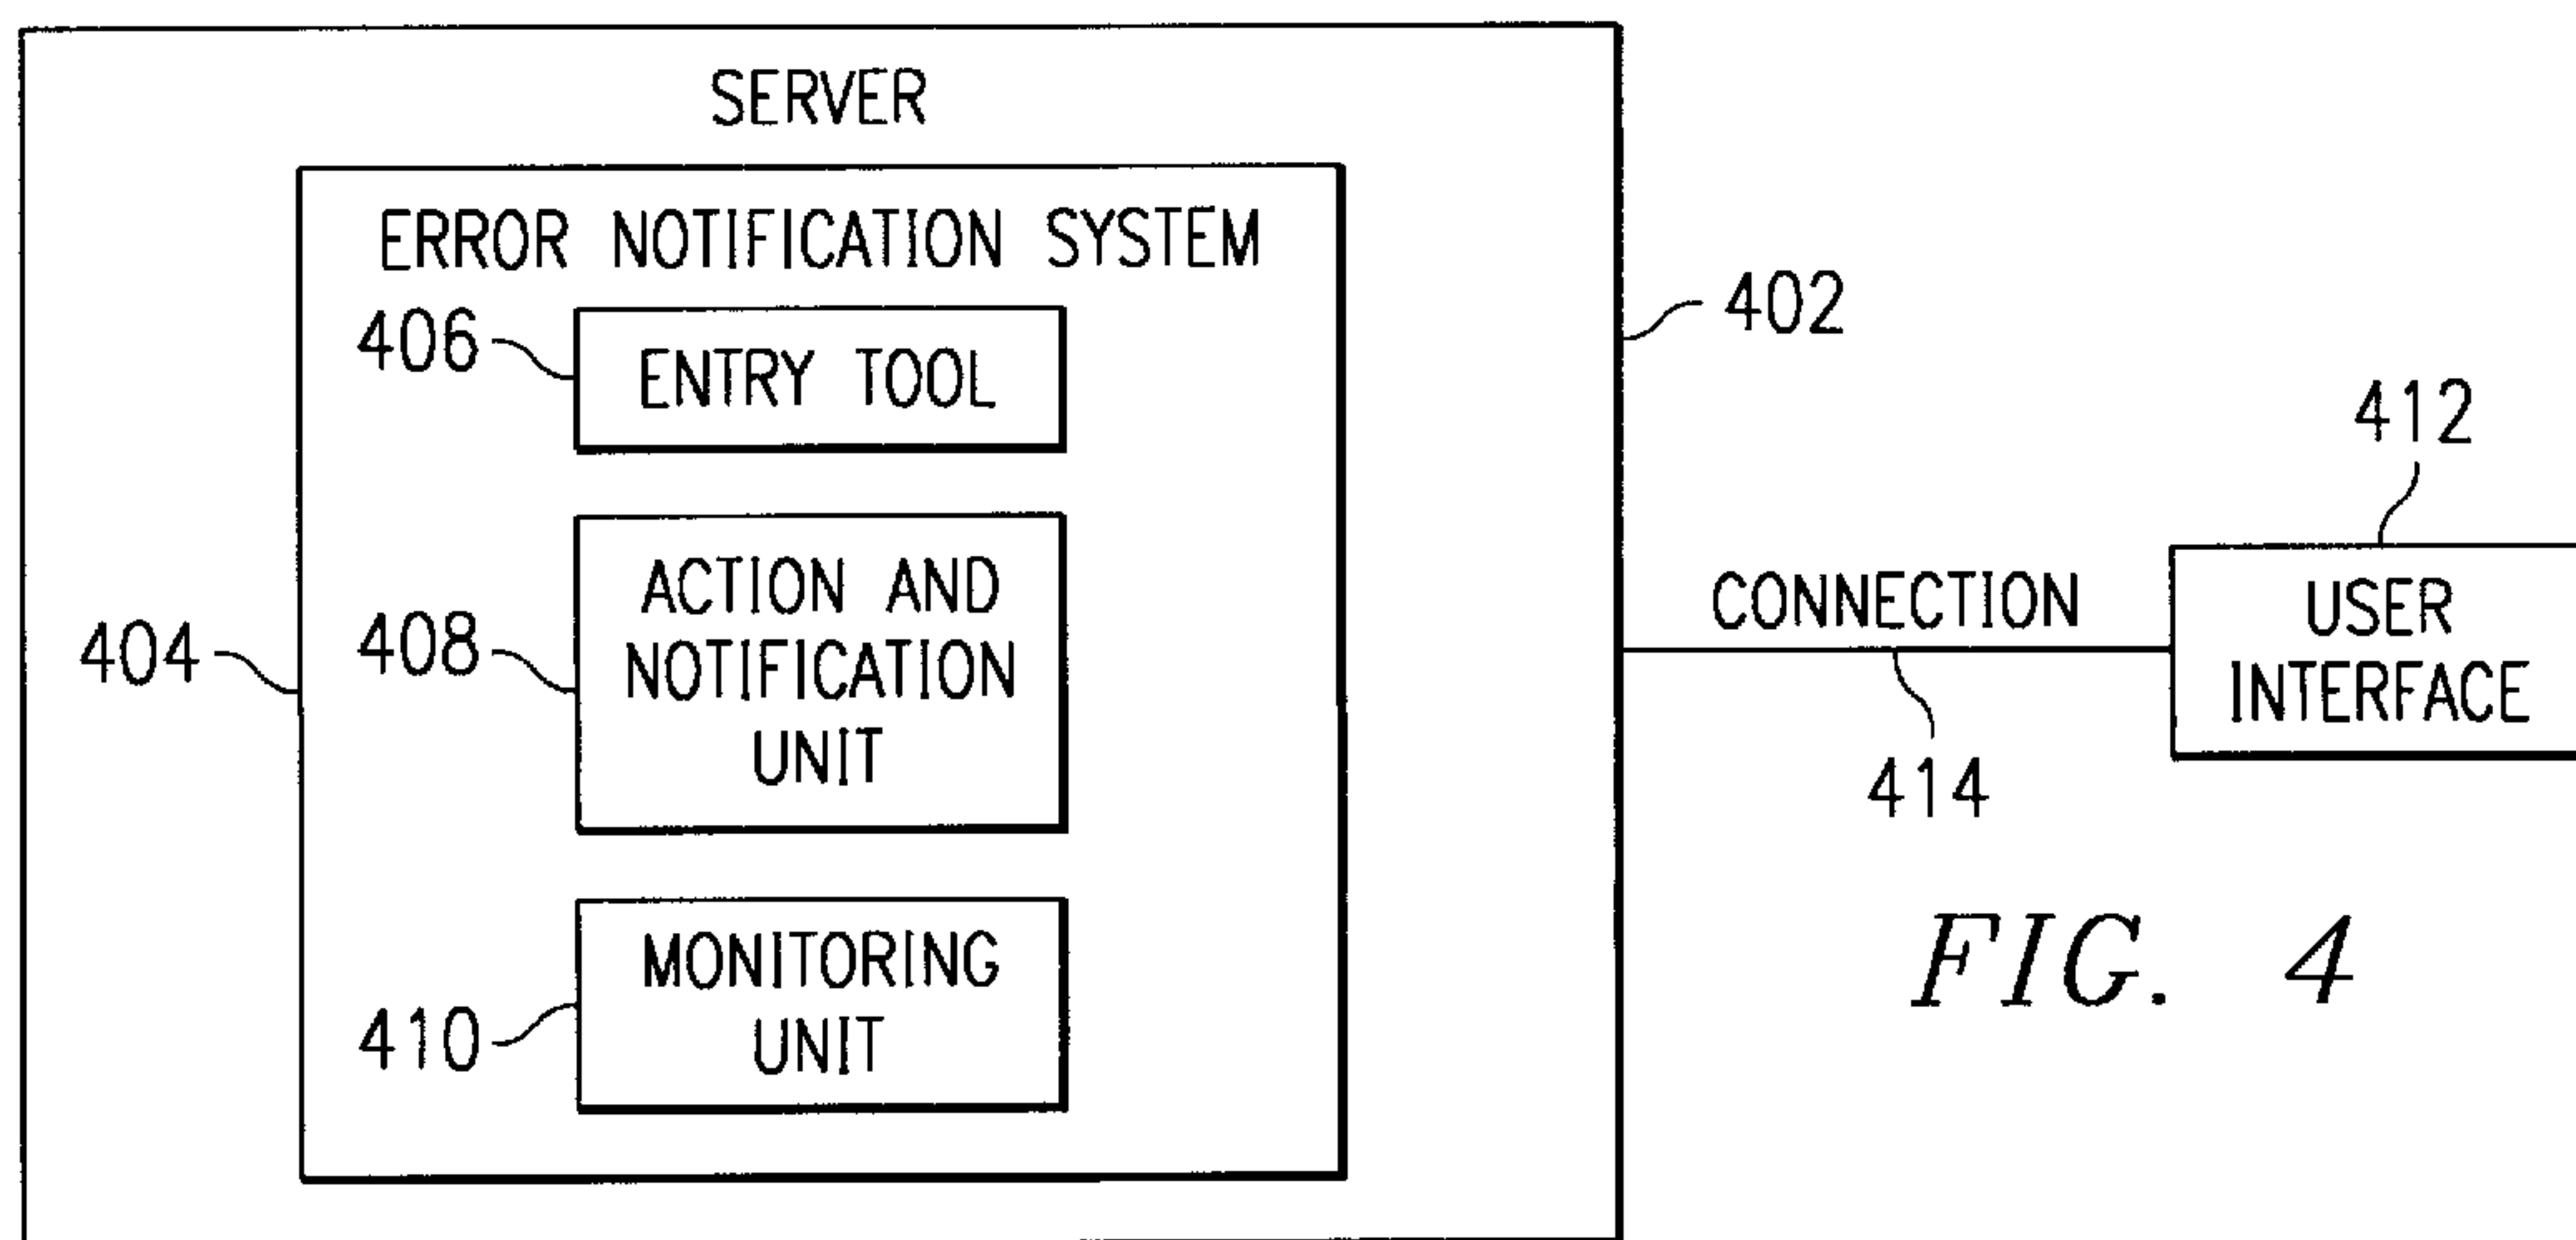 SERVER
ERROR NOTIFICATION SYSTEM
406
ENTRY TOOL
402
412
404
408
ACTION AND
NOTIFICATION
UNIT
CONNECTION
414
USER
INTERFACE
410
MONITORING
UNIT
FIG. 4